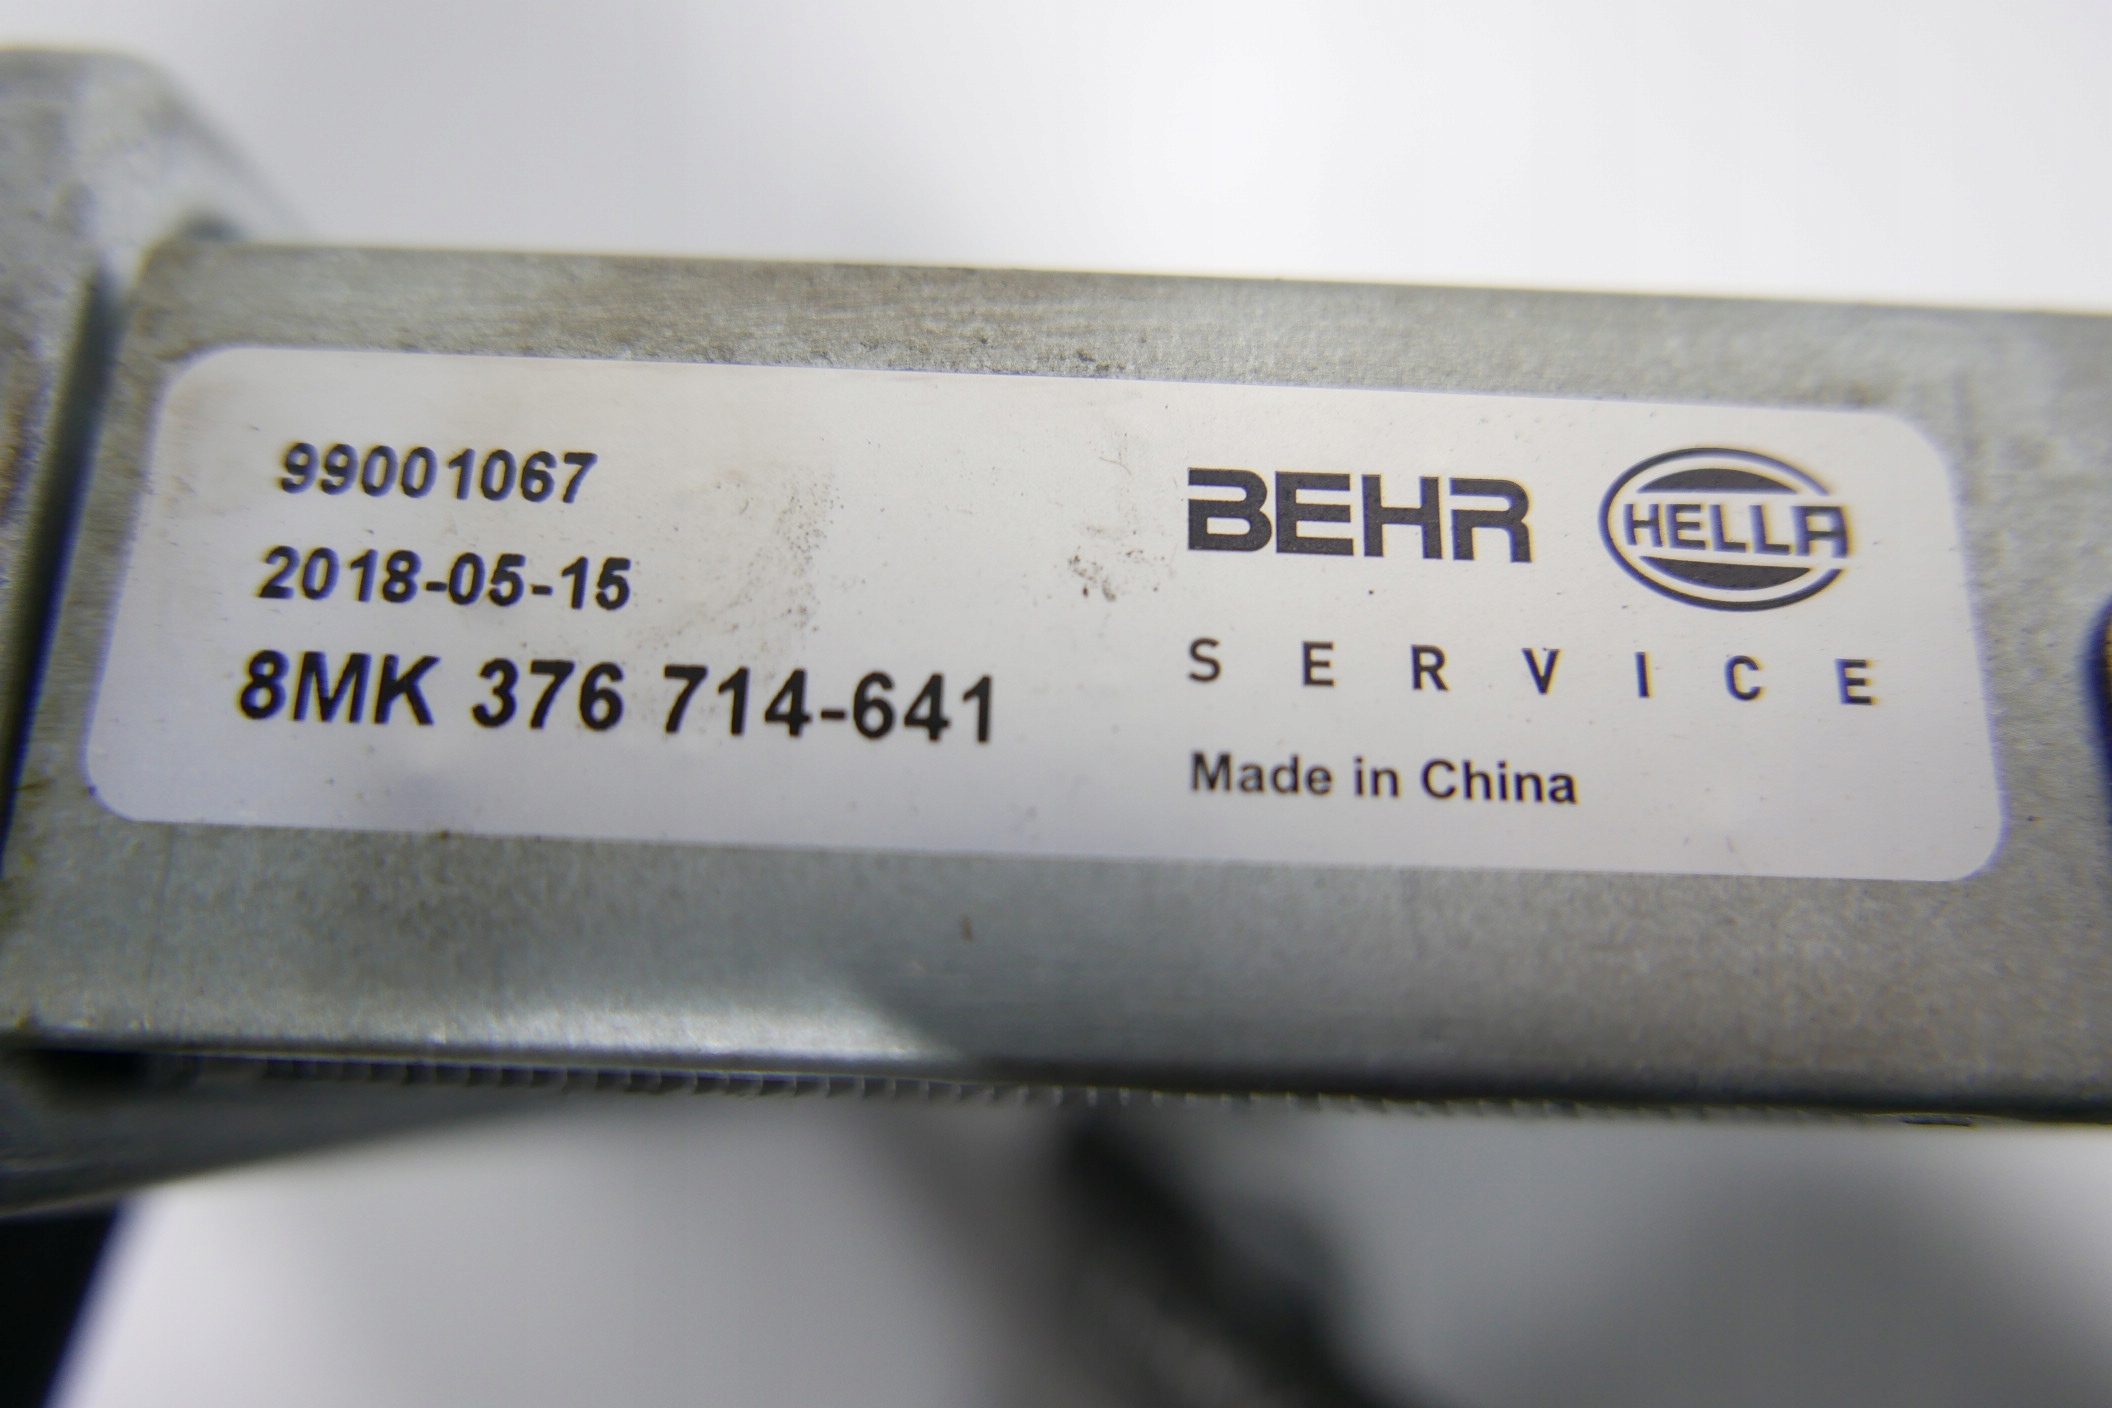 99001067
2018-05-15
8MK 376 714-641
BEHR HELLA
SERVICE
Made in China